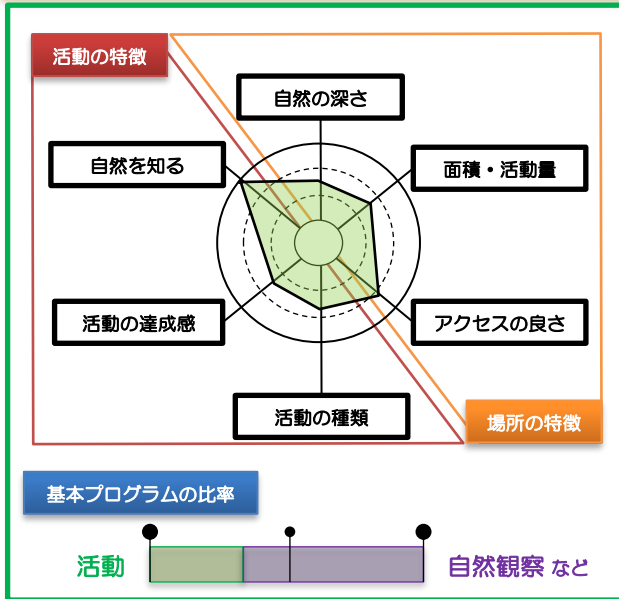 活動の特徴
自然の深さ
自然を知る
面積・活動量
活動の達成感
アクセスの良さ
活動の種類
場所の特徴
基本プログラムの比率
活動
自然観察 など